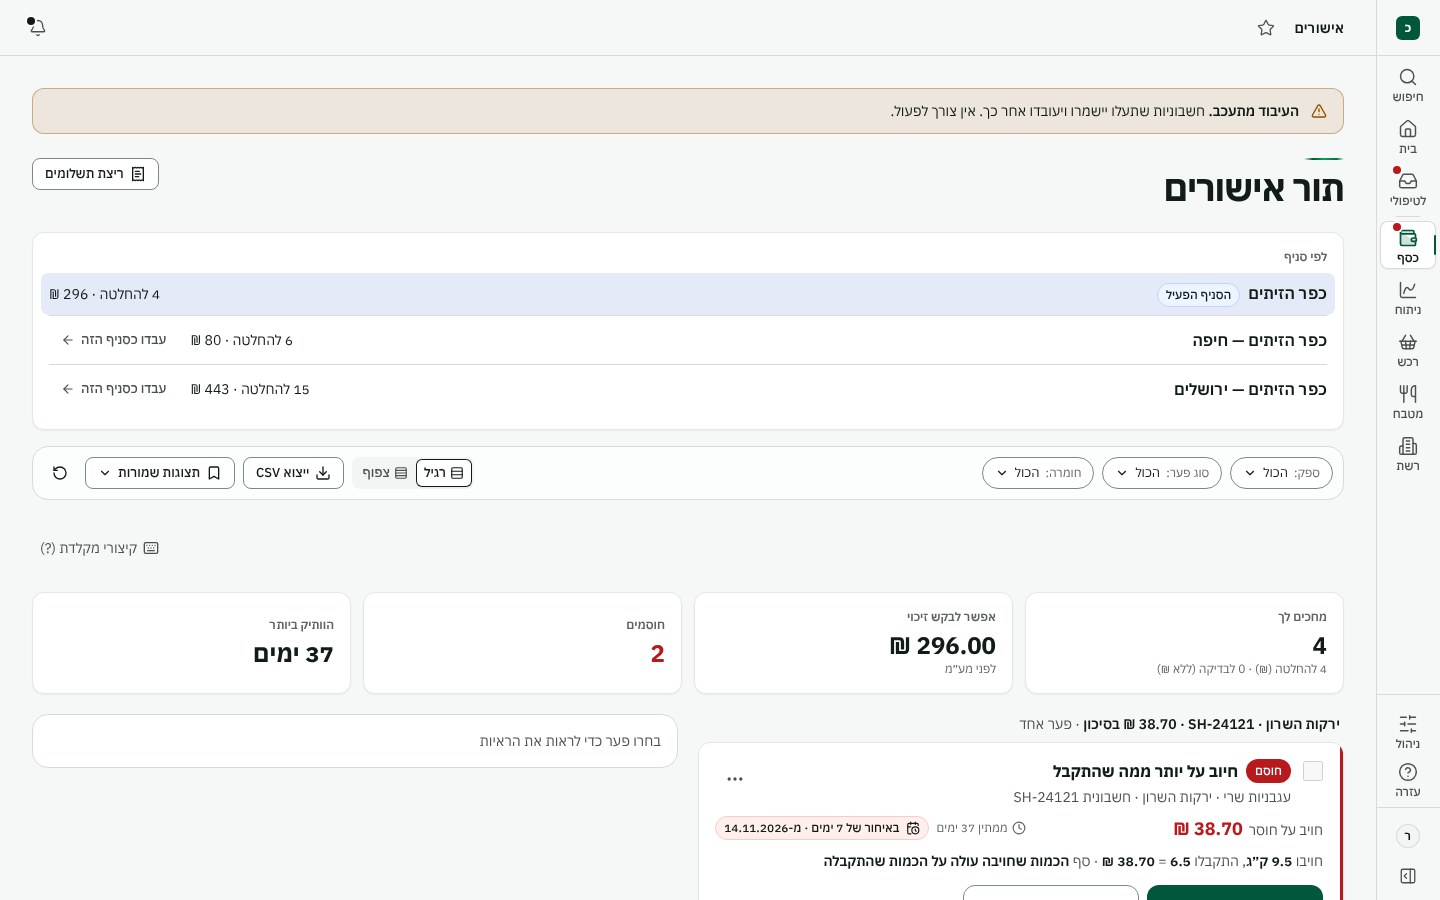 אישורים
כ
חיפוש
בית
לטיפולי
כסף
ניתוח
רכש
מטבח
רשת
ניהול
עזרה
ר
העיבוד מתעכב. חשבוניות שתעלו יישמרו ויעובדו אחר כך. אין צורך לפעול.
תור אישורים
ריצת תשלומים
לפי סניף
כפר הזיתים הסניף הפעיל 4 להחלטה · 296 ₪
כפר הזיתים — חיפה 6 להחלטה · 80 ₪ עבדו כסניף הזה
כפר הזיתים — ירושלים 15 להחלטה · 443 ₪ עבדו כסניף הזה
ספק: הכול סוג פער: הכול חומרה: הכול רגיל צפוף ייצוא CSV תצוגות שמורות
קיצורי מקלדת (?)
מחכים לך
4
4 להחלטה (₪) · 0 לבדיקה (ללא ₪)
אפשר לבקש זיכוי
296.00 ₪
לפני מע״מ
חוסמים
2
הוותיק ביותר
37 ימים
ירקות השרון · SH-24121 · 38.70 ₪ בסיכון · פער אחד
חוסם חיוב על יותר ממה שהתקבל
עגבניות שרי · ירקות השרון · חשבונית SH-24121
חויב על חוסר 38.70 ₪ ממתין 37 ימים באיחור של 7 ימים · מ-14.11.2026
חויבו 9.5 ק״ג, התקבלו 6.5 = 38.70 ₪ · סף הכמות שחויבה עולה על הכמות שהתקבלה
בחרו פער כדי לראות את הראיות